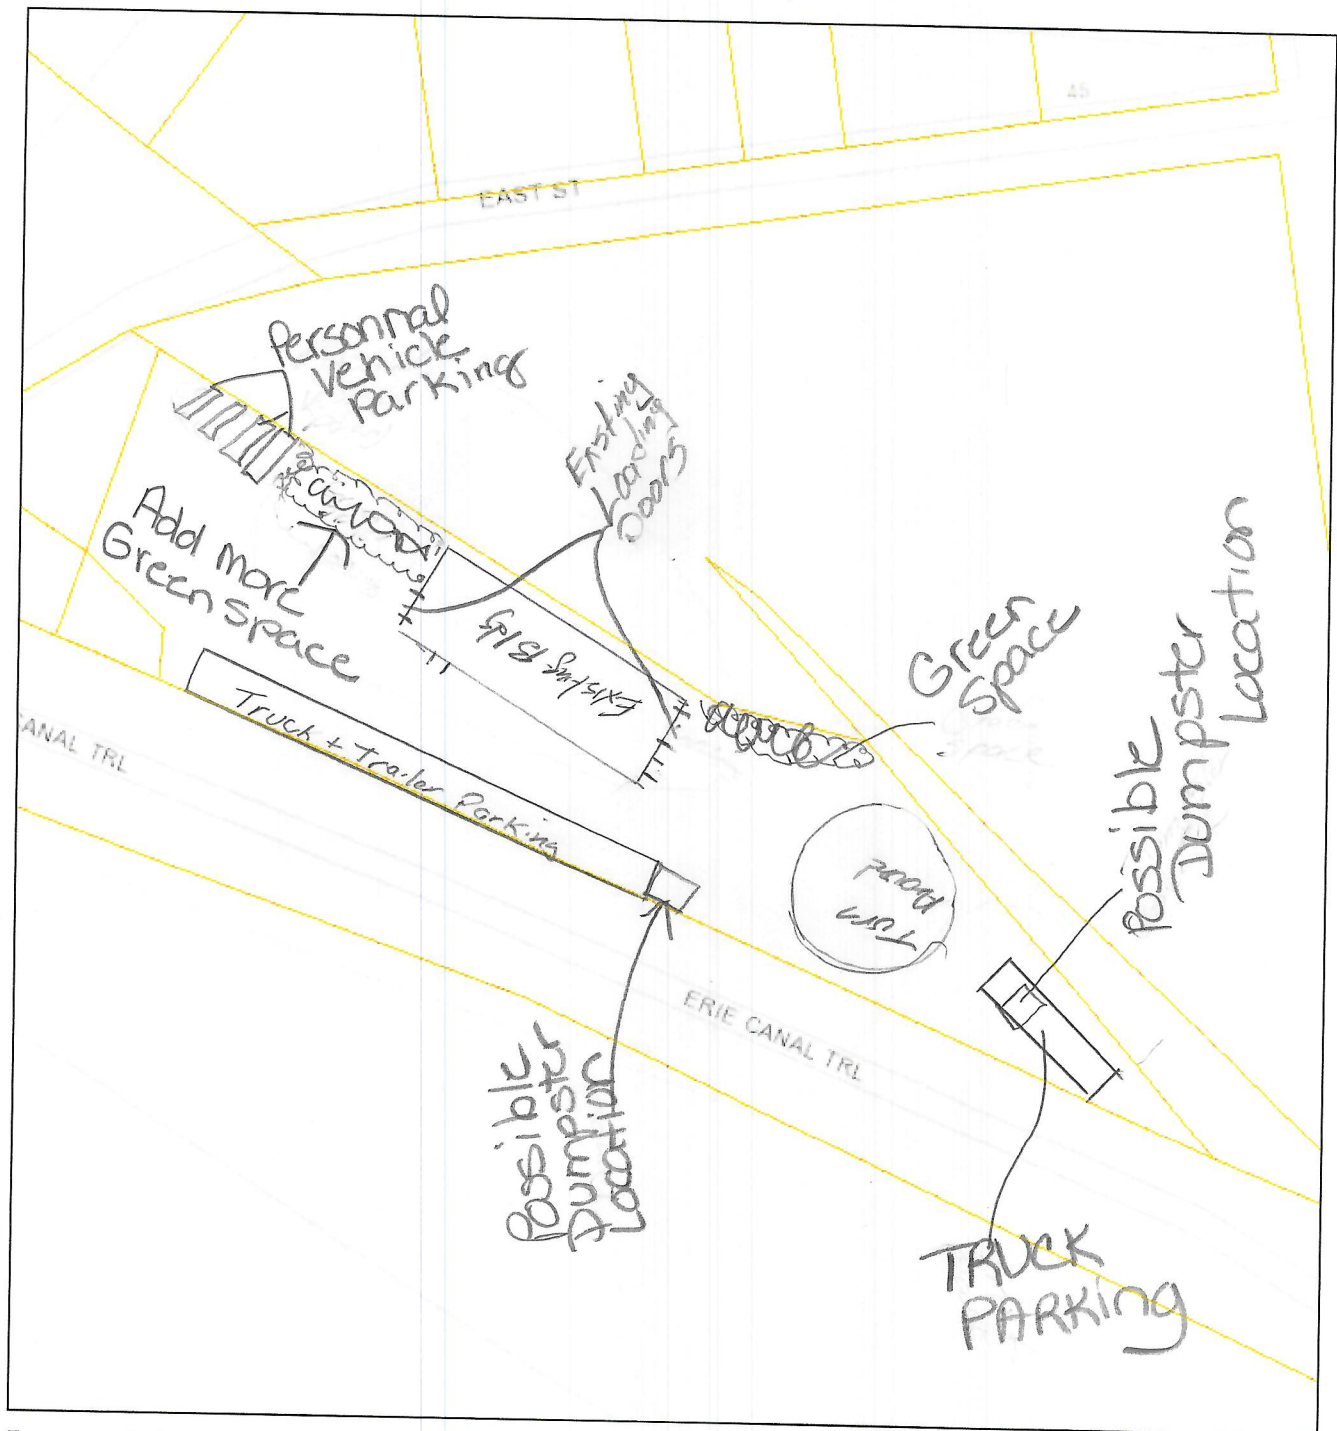 45
EAST ST
Personnal
Vehicle
Parking
Existing
Loading
Doors
Add more
Green space
Existing Bldg
Green
Space
Possible
Dumpster
Location
Truck + Trailer Parking
CANAL TRL
Turn
Round
ERIE CANAL TRL
Possible
Dumpster
Location
TRUCK
PARKing